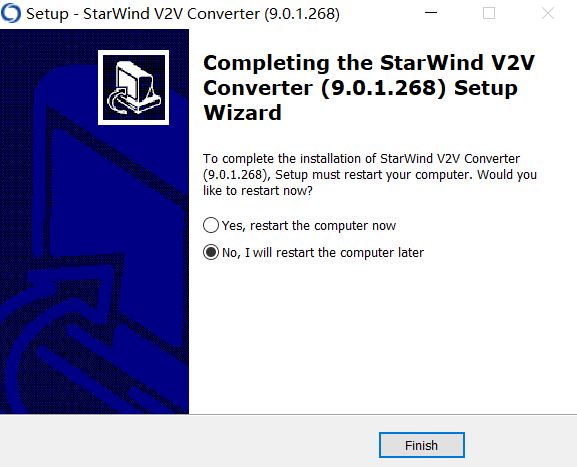 Setup - StarWind V2V Converter (9.0.1.268)
Completing the StarWind V2V
Converter (9.0.1.268) Setup
Wizard
To complete the installation of StarWind V2V Converter
(9.0.1.268), Setup must restart your computer. Would you
like to restart now?
Yes, restart the computer now
No, I will restart the computer later
Finish